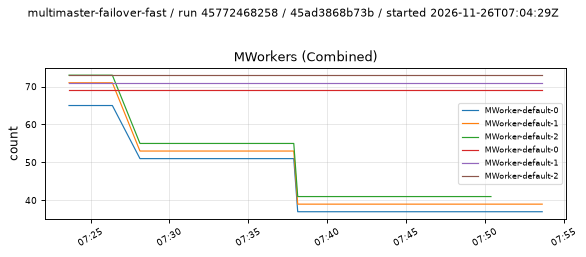 multimaster-failover-fast / run 45772468258 / 45ad3868b73b / started 2026-11-26T07:04:29Z
MWorkers (Combined)
count
70
60
50
40
MWorker-default-0
MWorker-default-1
MWorker-default-2
MWorker-default-0
MWorker-default-1
MWorker-default-2
07:25
07:30
07:35
07:40
07:45
07:50
07:55